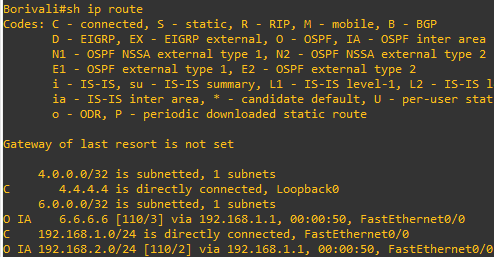 Borivali#sh ip route
Codes: C - connected, S - static, R - RIP, M - mobile, B - BGP
       D - EIGRP, EX - EIGRP external, O - OSPF, IA - OSPF inter area
       N1 - OSPF NSSA external type 1, N2 - OSPF NSSA external type 2
       E1 - OSPF external type 1, E2 - OSPF external type 2
       i - IS-IS, su - IS-IS summary, L1 - IS-IS level-1, L2 - IS-IS l
       ia - IS-IS inter area, * - candidate default, U - per-user stat
       o - ODR, P - periodic downloaded static route
Gateway of last resort is not set
     4.0.0.0/32 is subnetted, 1 subnets
C       4.4.4.4 is directly connected, Loopback0
     6.0.0.0/32 is subnetted, 1 subnets
O IA    6.6.6.6 [110/3] via 192.168.1.1, 00:00:50, FastEthernet0/0
C    192.168.1.0/24 is directly connected, FastEthernet0/0
O IA 192.168.2.0/24 [110/2] via 192.168.1.1, 00:00:50, FastEthernet0/0